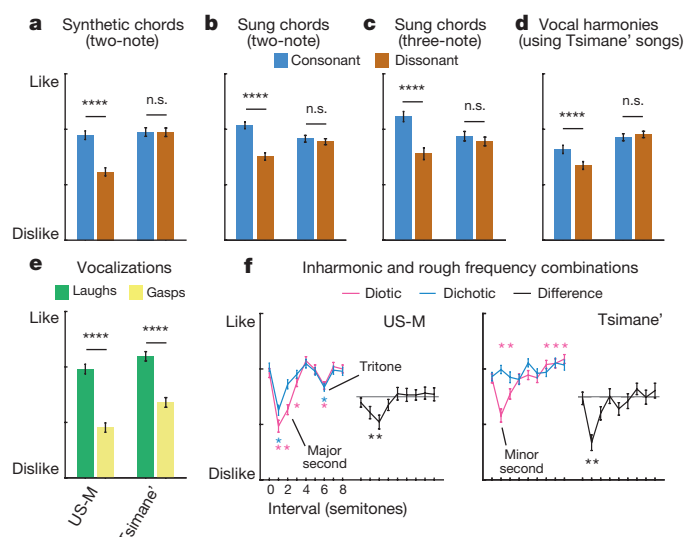 a Synthetic chords
(two-note)
b Sung chords
(two-note)
c Sung chords
(three-note)
d Vocal harmonies
(using Tsimane' songs)
Consonant Dissonant
Like
Dislike
**** n.s.
**** n.s.
**** n.s.
**** n.s.
e Vocalizations
Laughs Gasps
Like
Dislike
**** ****
US-M
Tsimane'
f Inharmonic and rough frequency combinations
Diotic Dichotic Difference
Like
Dislike
US-M
Tritone
*
*
*
Major
second
* **
**
0 2 4 6 8
Interval (semitones)
Tsimane'
** ***
Minor
second
**